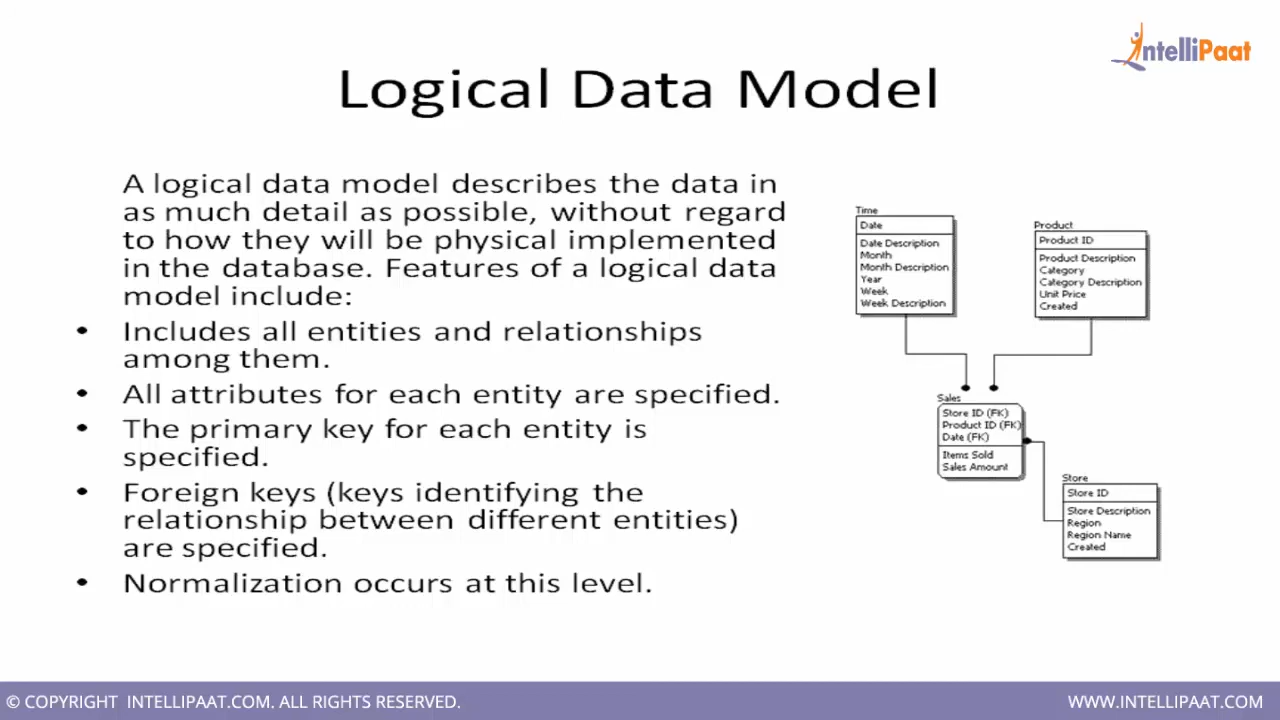 IntelliPaat
Logical Data Model
A logical data model describes the data in
as much detail as possible, without regard
to how they will be physical implemented
in the database. Features of a logical data
model include:
• Includes all entities and relationships
among them.
• All attributes for each entity are specified.
• The primary key for each entity is
specified.
• Foreign keys (keys identifying the
relationship between different entities)
are specified.
• Normalization occurs at this level.
Time
Date
Date Description
Month
Month Description
Year
Week
Week Description
Product
Product ID
Product Description
Category
Category Description
Unit Price
Created
Sales
Store ID (FK)
Product ID (FK)
Date (FK)
Items Sold
Sales Amount
Store
Store ID
Store Description
Region
Region Name
Created
© COPYRIGHT INTELLIPAAT.COM. ALL RIGHTS RESERVED.
WWW.INTELLIPAAT.COM